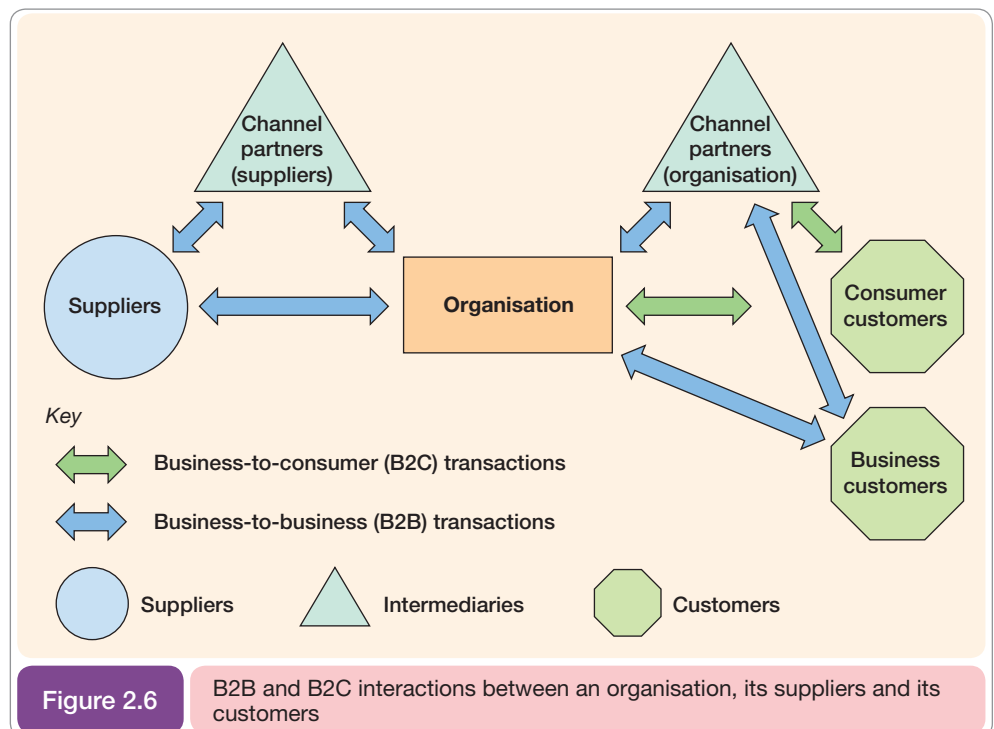 Channel
partners
(suppliers)
Channel
partners
(organisation)
Suppliers
Organisation
Consumer
customers
Business
customers
Key
Business-to-consumer (B2C) transactions
Business-to-business (B2B) transactions
Suppliers
Intermediaries
Customers
Figure 2.6
B2B and B2C interactions between an organisation, its suppliers and its
customers